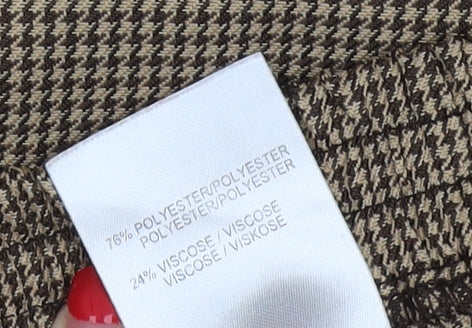 76% POLYESTER/POLYESTER
POLYESTER/POLYESTER
24% VISCOSE / VISCOSE
VISCOSE / VISKOSE